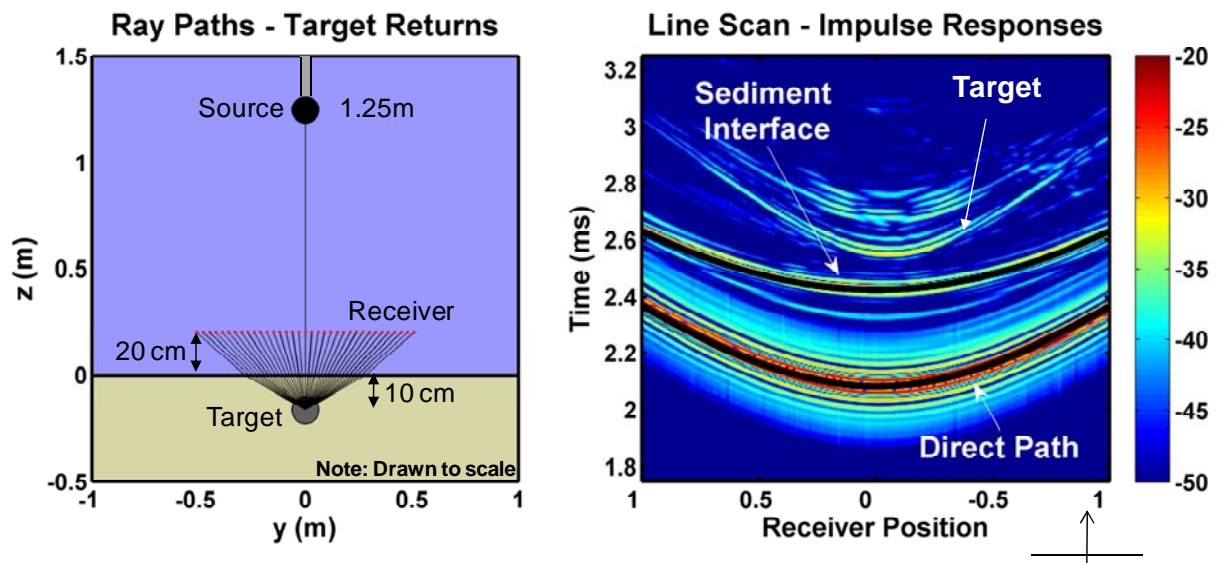 Ray Paths - Target Returns
1.5
1
0.5
0
-0.5
z (m)
-1
-0.5
0
0.5
1
y (m)
Source
1.25m
Receiver
20 cm
10 cm
Target
Note: Drawn to scale
Line Scan - Impulse Responses
3.2
3
2.8
2.6
2.4
2.2
2
1.8
Time (ms)
1
0.5
0
-0.5
1
Receiver Position
Sediment
Interface
Target
Direct Path
-20
-25
-30
-35
-40
-45
-50